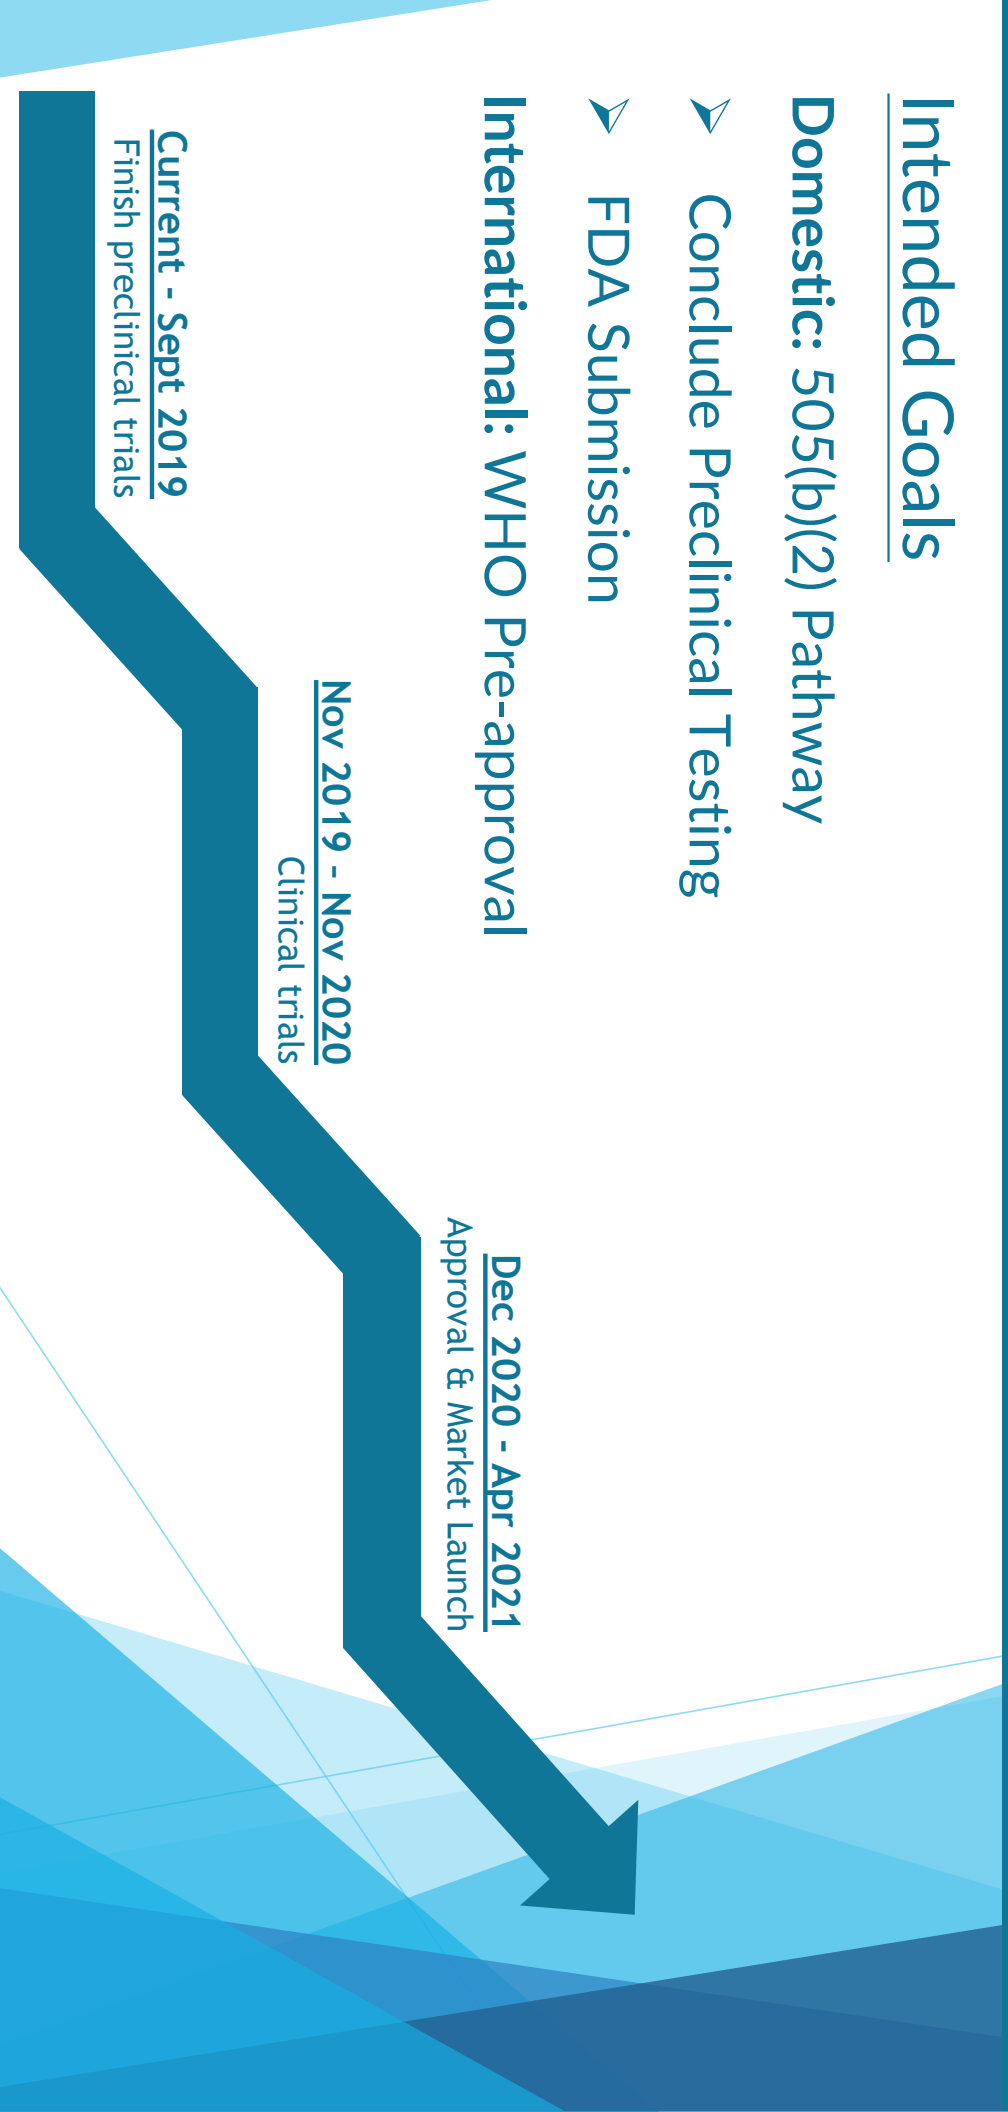 Intended Goals
Domestic: 505(b)(2) Pathway
➢ Conclude Preclinical Testing
➢ FDA Submission
International: WHO Pre-approval
Dec 2020 - Apr 2021
Approval & Market Launch
Nov 2019 - Nov 2020
Clinical trials
Current - Sept 2019
Finish preclinical trials